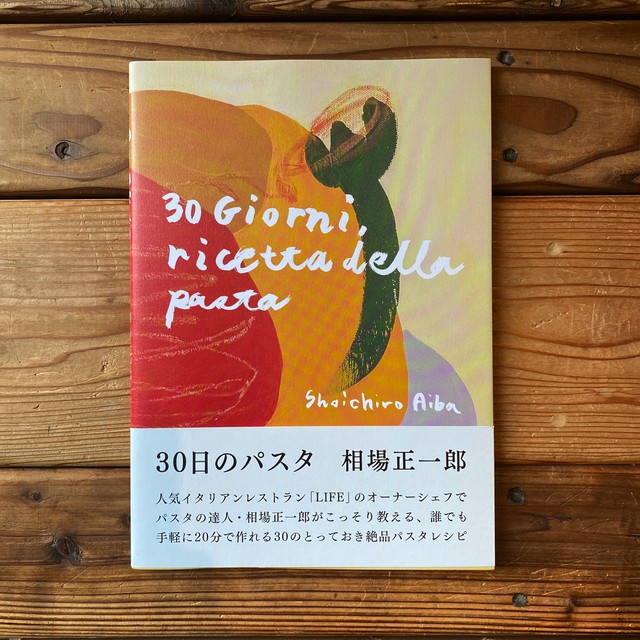 30 Giorni,
ricetta della
pasta
Shoichiro Aiba
30日のパスタ　相場正一郎
人気イタリアンレストラン「LIFE」のオーナーシェフで
パスタの達人・相場正一郎がこっそり教える、誰でも
手軽に20分で作れる30のとっておき絶品パスタレシピ